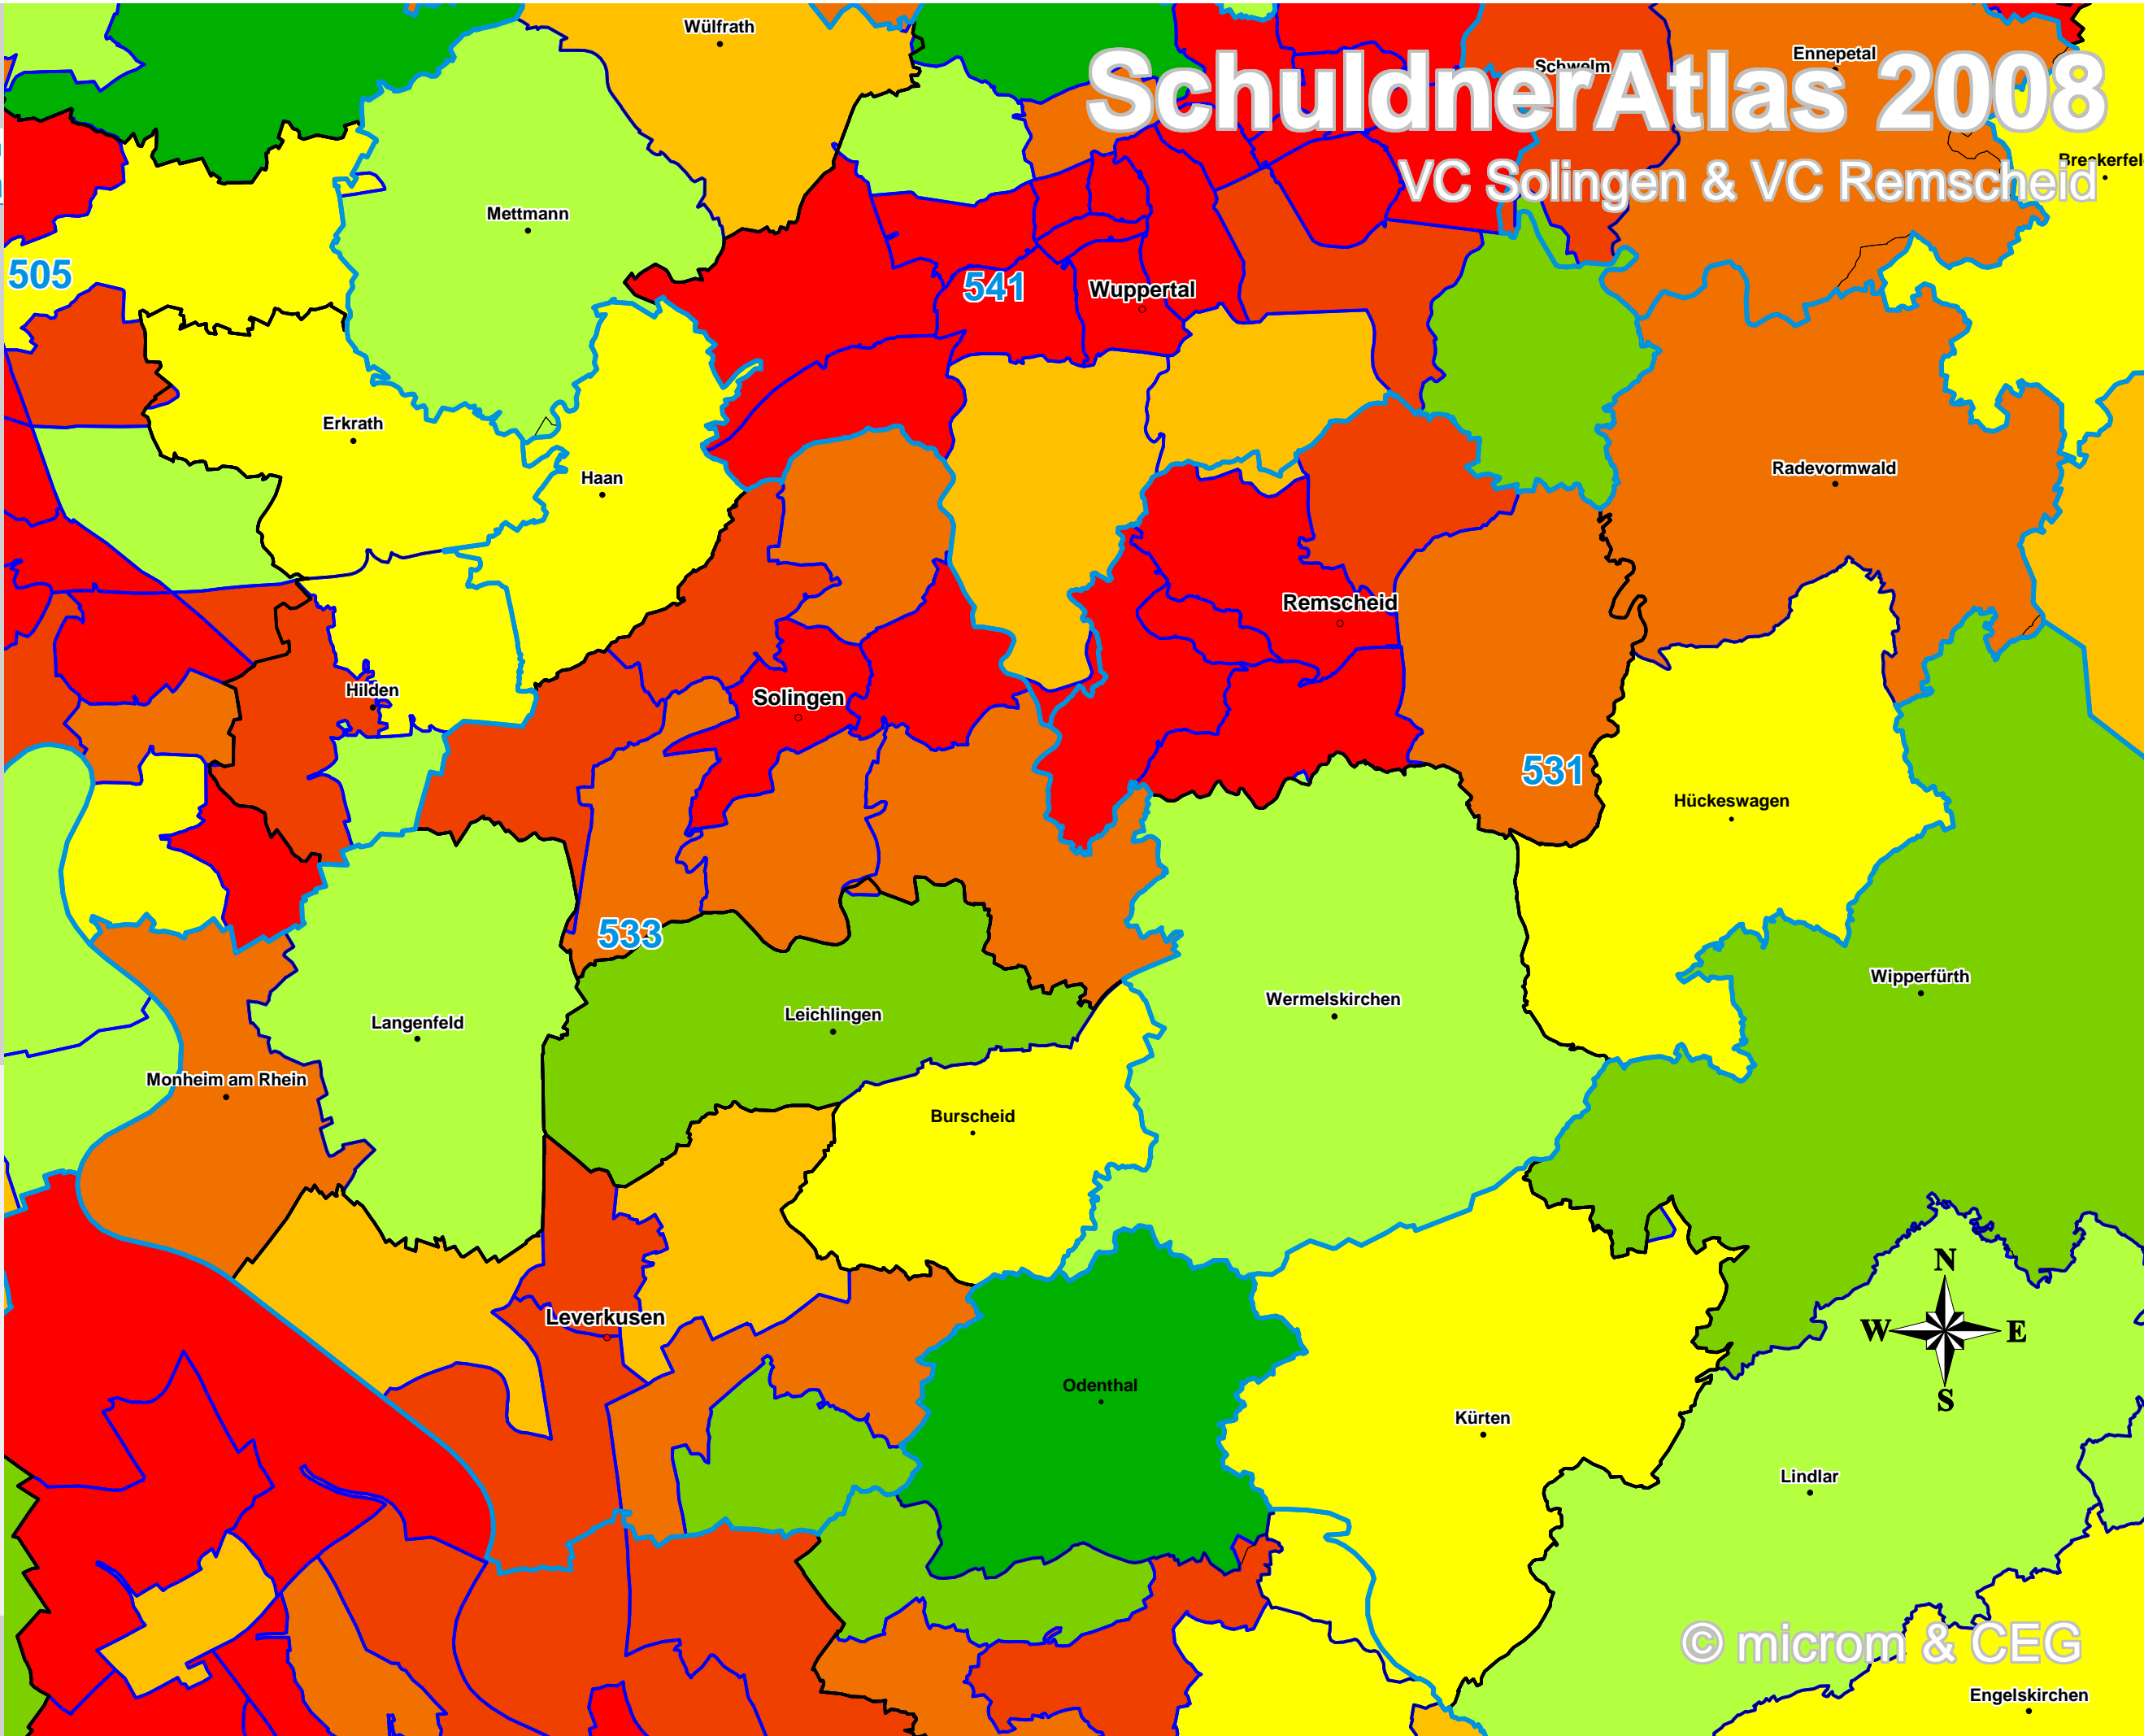 Wülfrath
Schwelm
Ennepetal
SchuldnerAtlas 2008
VC Solingen & VC Remscheid
Breckerfel
Mettmann
505
541
Wuppertal
Erkrath
Haan
Radevormwald
Remscheid
Hilden
Solingen
531
Hückeswagen
533
Wipperfürth
Wermelskirchen
Leichlingen
Langenfeld
Monheim am Rhein
Burscheid
N
W E
S
Leverkusen
Odenthal
Kürten
Lindlar
© microm & CEG
Engelskirchen